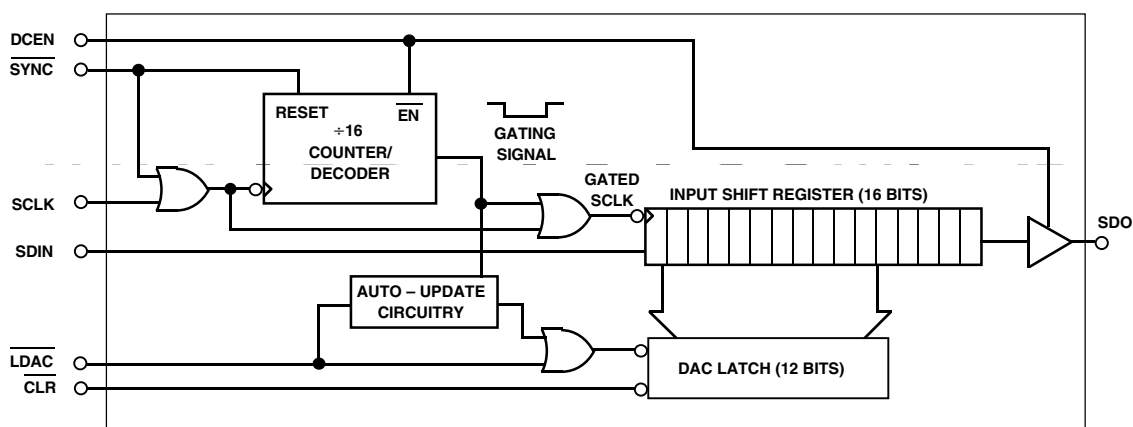 DCEN
SYNC
RESET
EN
÷16
COUNTER/
DECODER
GATING
SIGNAL
SCLK
GATED
SCLK
INPUT SHIFT REGISTER (16 BITS)
SDO
SDIN
AUTO – UPDATE
CIRCUITRY
LDAC
CLR
DAC LATCH (12 BITS)